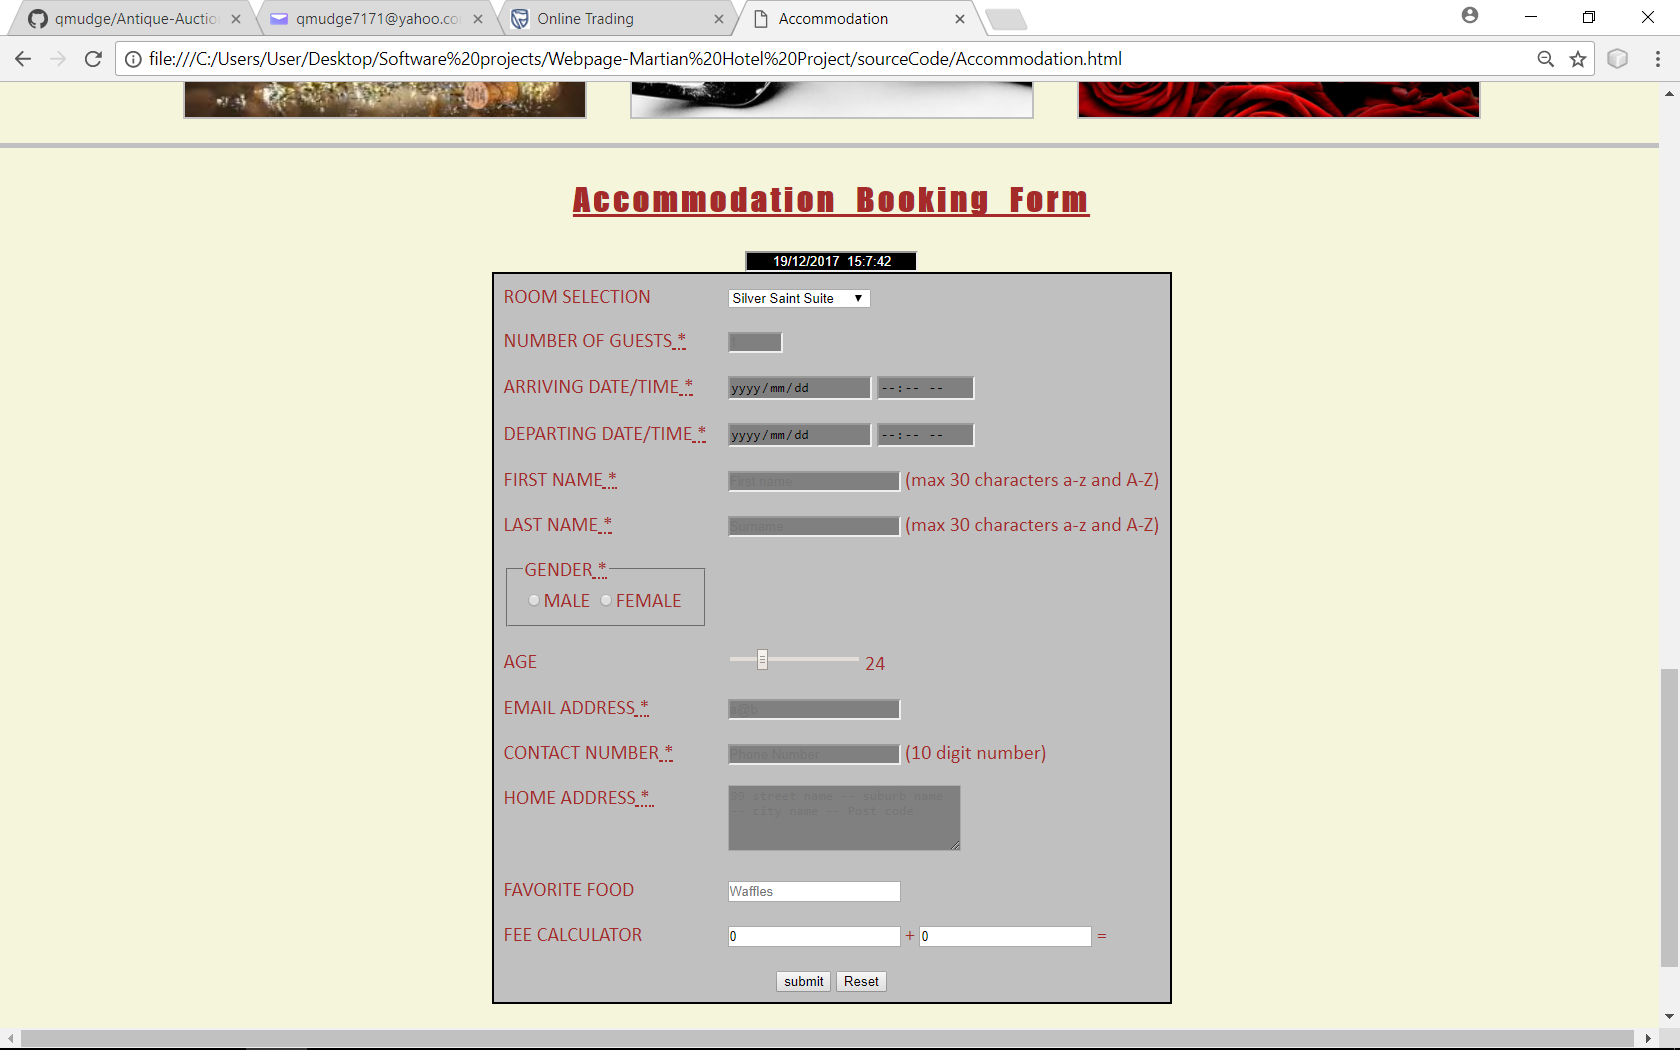 qmudge/Antique-Auctio
qmudge7171@yahoo.co
Online Trading
Accommodation
file:///C:/Users/User/Desktop/Software%20projects/Webpage-Martian%20Hotel%20Project/sourceCode/Accommodation.html
2014
Accommodation Booking Form
19/12/2017 15:7:42
ROOM SELECTION Silver Saint Suite
NUMBER OF GUESTS * 1
ARRIVING DATE/TIME * yyyy/mm/dd --:-- --
DEPARTING DATE/TIME * yyyy/mm/dd --:-- --
FIRST NAME * First name (max 30 characters a-z and A-Z)
LAST NAME * Surname (max 30 characters a-z and A-Z)
GENDER *
MALE FEMALE
AGE 24
EMAIL ADDRESS * a@b
CONTACT NUMBER * Phone Number (10 digit number)
HOME ADDRESS * 99 street name -- suburb name
-- city name -- Post code
FAVORITE FOOD Waffles
FEE CALCULATOR 0 + 0 =
submit Reset